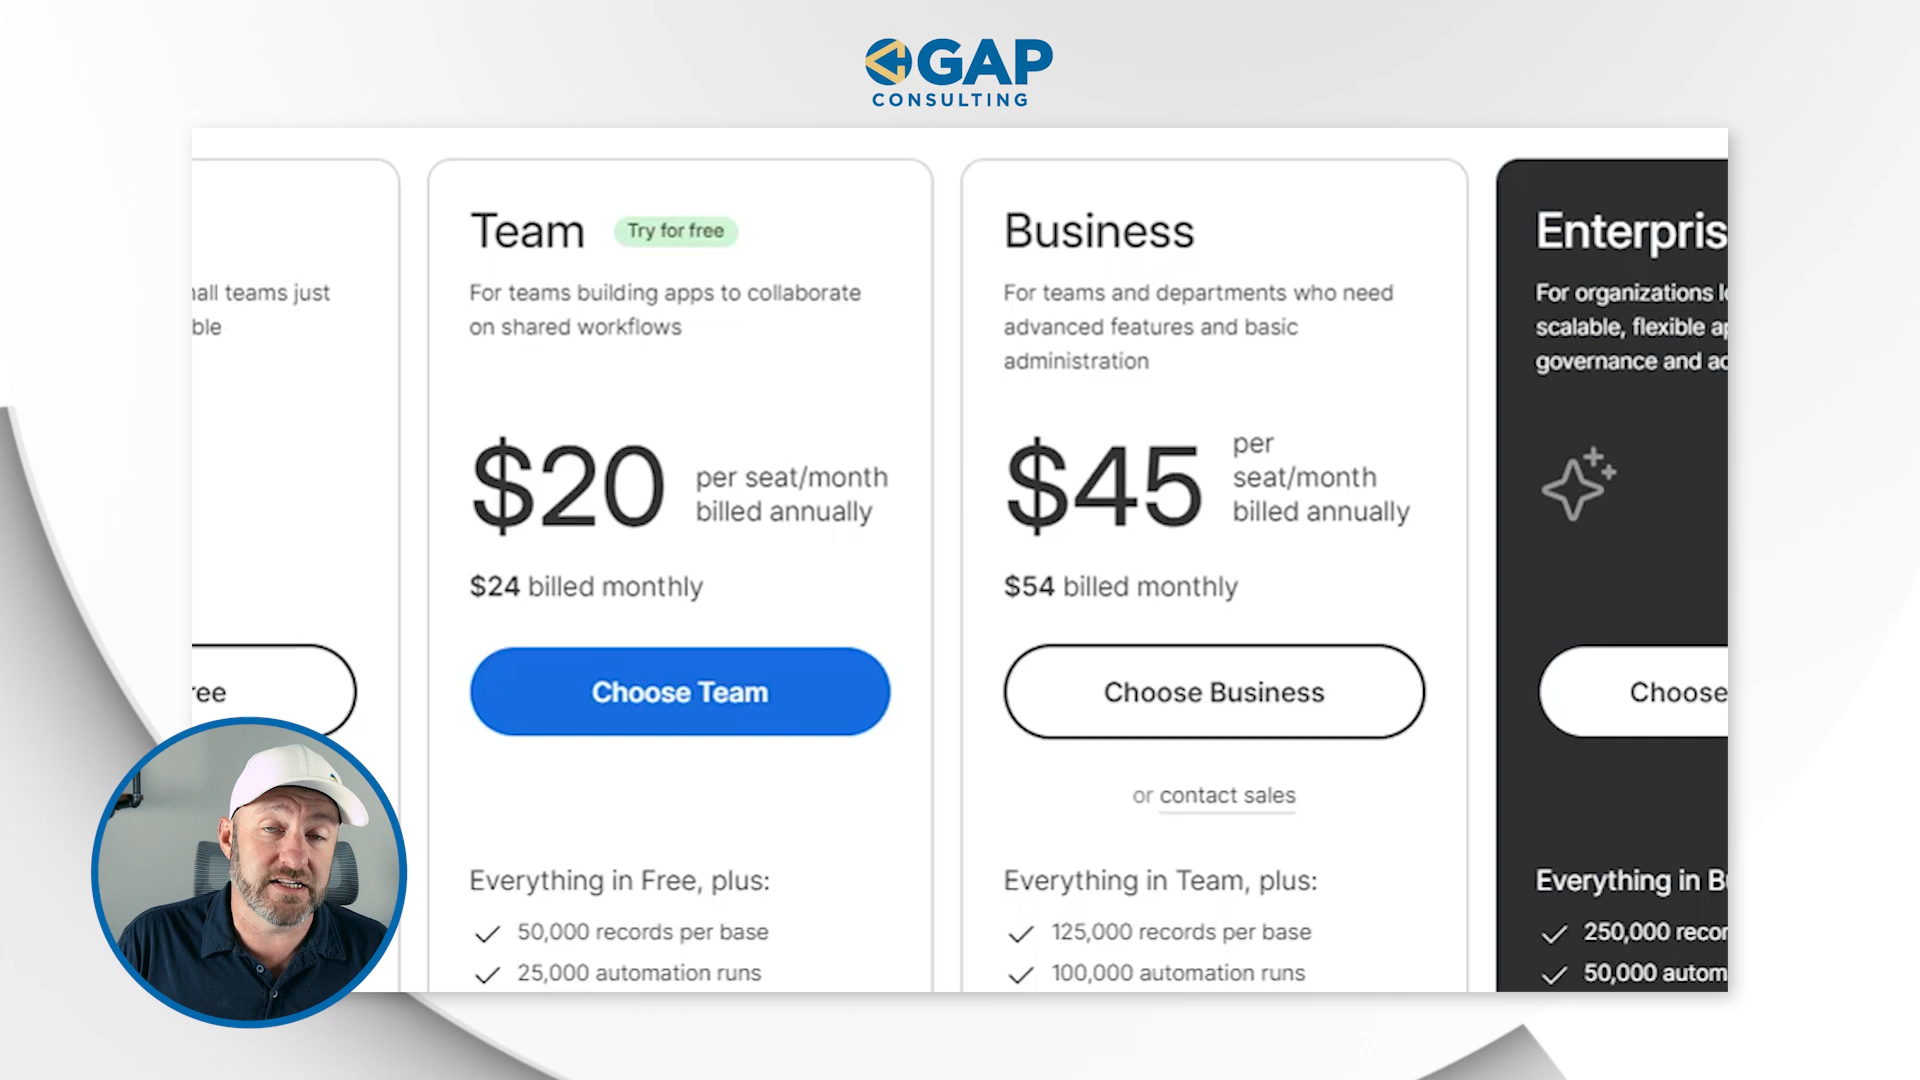 GAP
CONSULTING
all teams just
ble
ree
Team
Try for free
For teams building apps to collaborate
on shared workflows
$20 per seat/month
billed annually
$24 billed monthly
Choose Team
Everything in Free, plus:
50,000 records per base
25,000 automation runs
Business
For teams and departments who need
advanced features and basic
administration
$45 per
seat/month
billed annually
$54 billed monthly
Choose Business
or contact sales
Everything in Team, plus:
125,000 records per base
100,000 automation runs
Enterpris
For organizations
scalable, flexible
governance and
Choose
Everything in
250,000 recor
50,000 autom